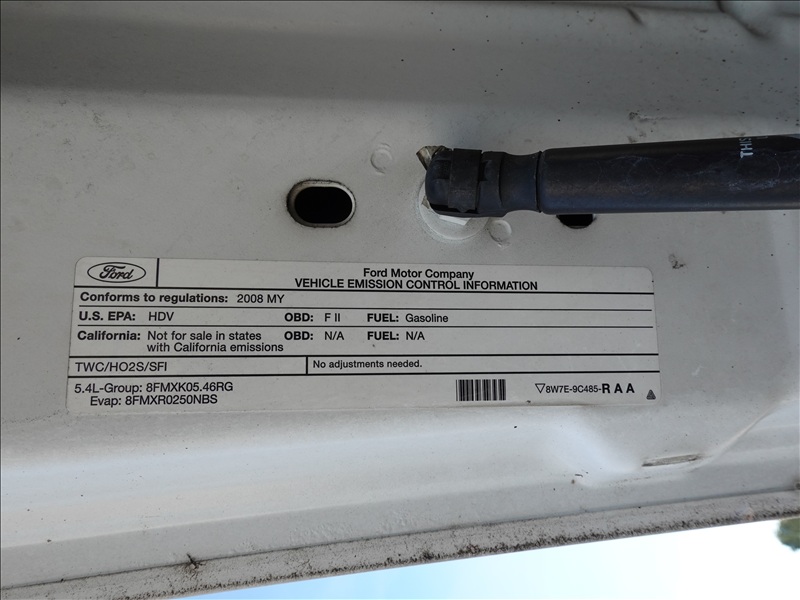 THIS
Ford
Ford Motor Company
VEHICLE EMISSION CONTROL INFORMATION
Conforms to regulations: 2008 MY
U.S. EPA: HDV OBD: F II FUEL: Gasoline
California: Not for sale in states OBD: N/A FUEL: N/A
with California emissions
TWC/HO2S/SFI No adjustments needed.
5.4L-Group: 8FMXK05.46RG
Evap: 8FMXR0250NBS
8W7E-9C485-RAA